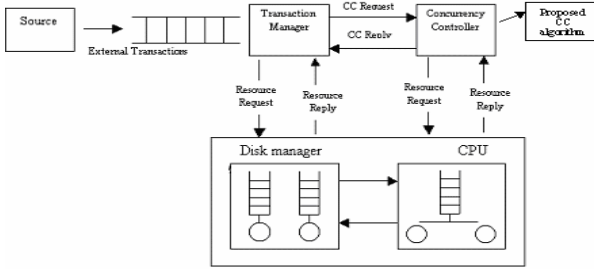 Source
External Transactions
Transaction
Manager
CC Request
CC Reply
Concurrency
Controller
Proposed
CC
algorithm
Resource
Request
Resource
Reply
Resource
Request
Resource
Reply
Disk manager
CPU